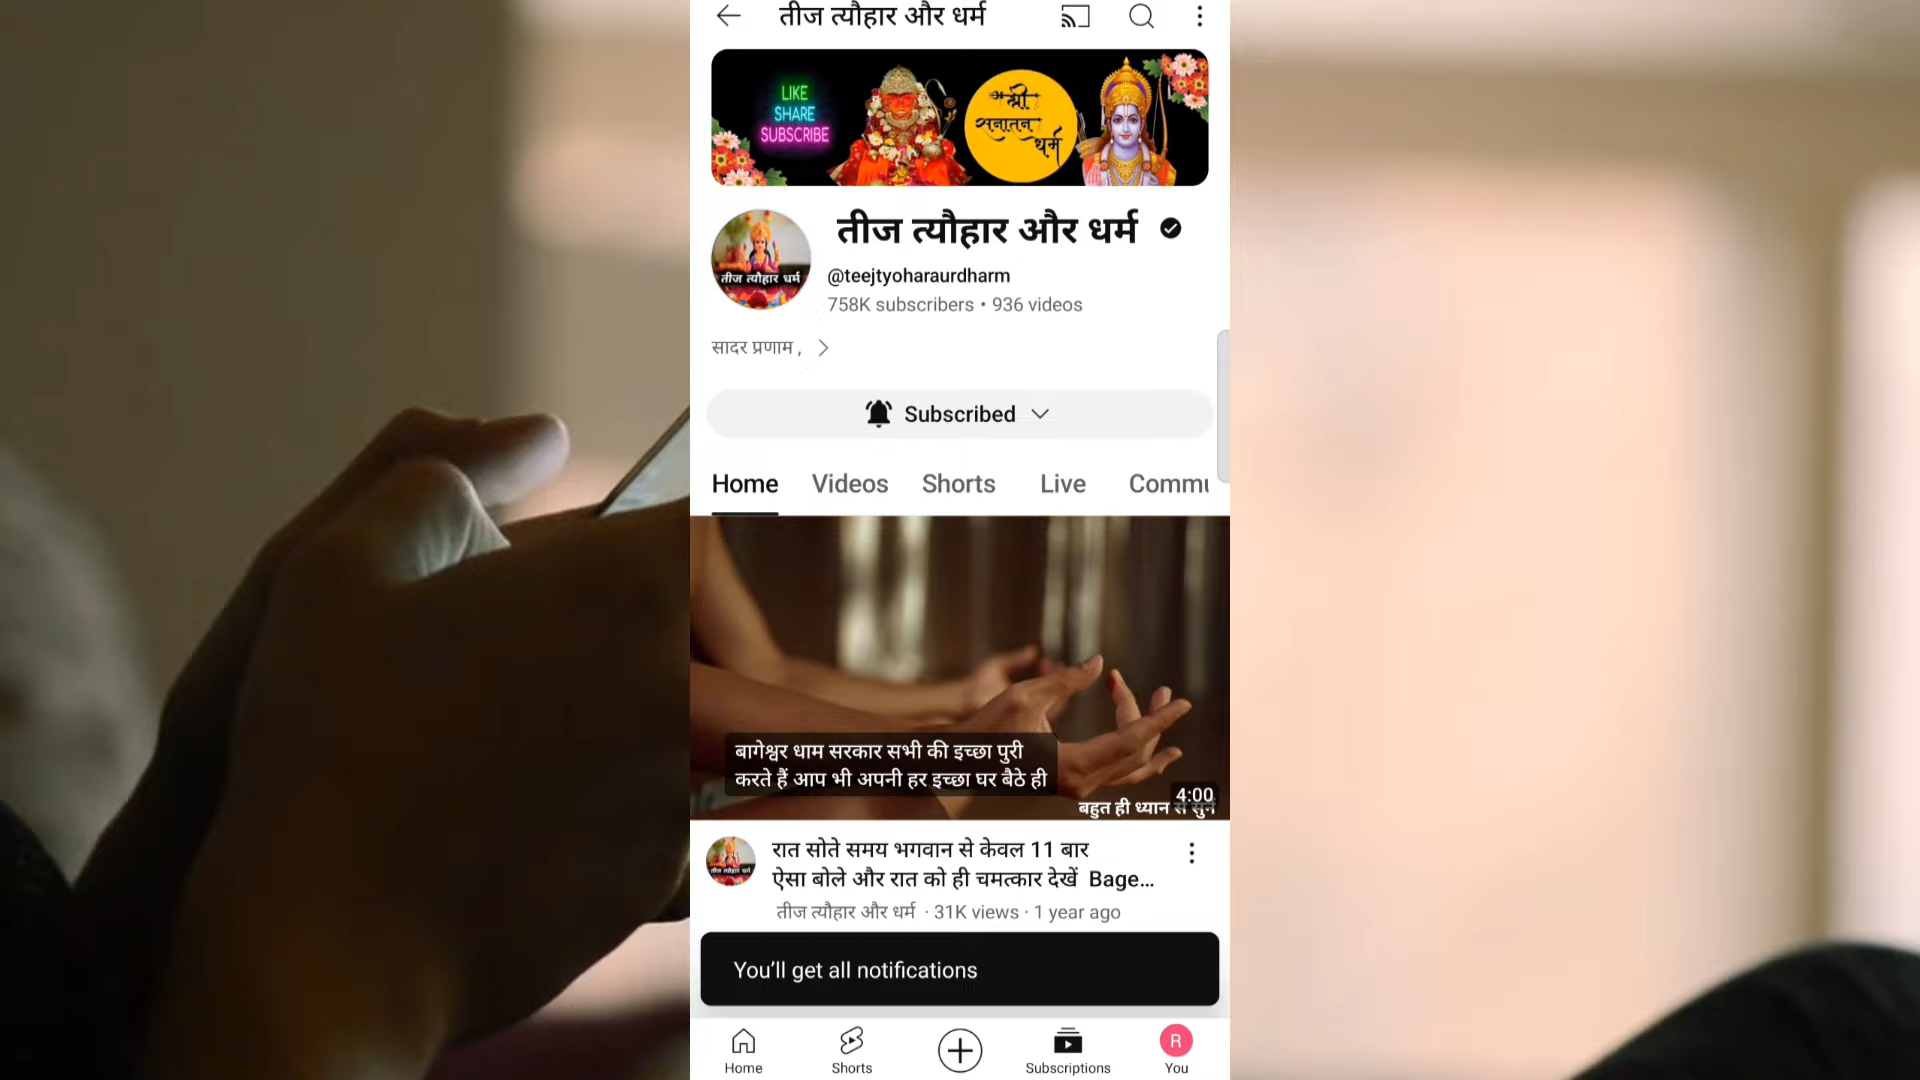 तीज त्यौहार और धर्म
LIKE
SHARE
SUBSCRIBE
श्री
सनातन
धर्म
तीज त्यौहार धर्म
तीज त्यौहार और धर्म
@teejtyoharaurdharm
758K subscribers • 936 videos
सादर प्रणाम ,
Subscribed
Home Videos Shorts Live Commu
बागेश्वर धाम सरकार सभी की इच्छा पुरी
करते हैं आप भी अपनी हर इच्छा घर बैठे ही
4:00
बहुत ही ध्यान से सुनें
रात सोते समय भगवान से केवल 11 बार
ऐसा बोले और रात को ही चमत्कार देखें Bage...
तीज त्यौहार और धर्म · 31K views · 1 year ago
You'll get all notifications
Home Shorts Subscriptions R You